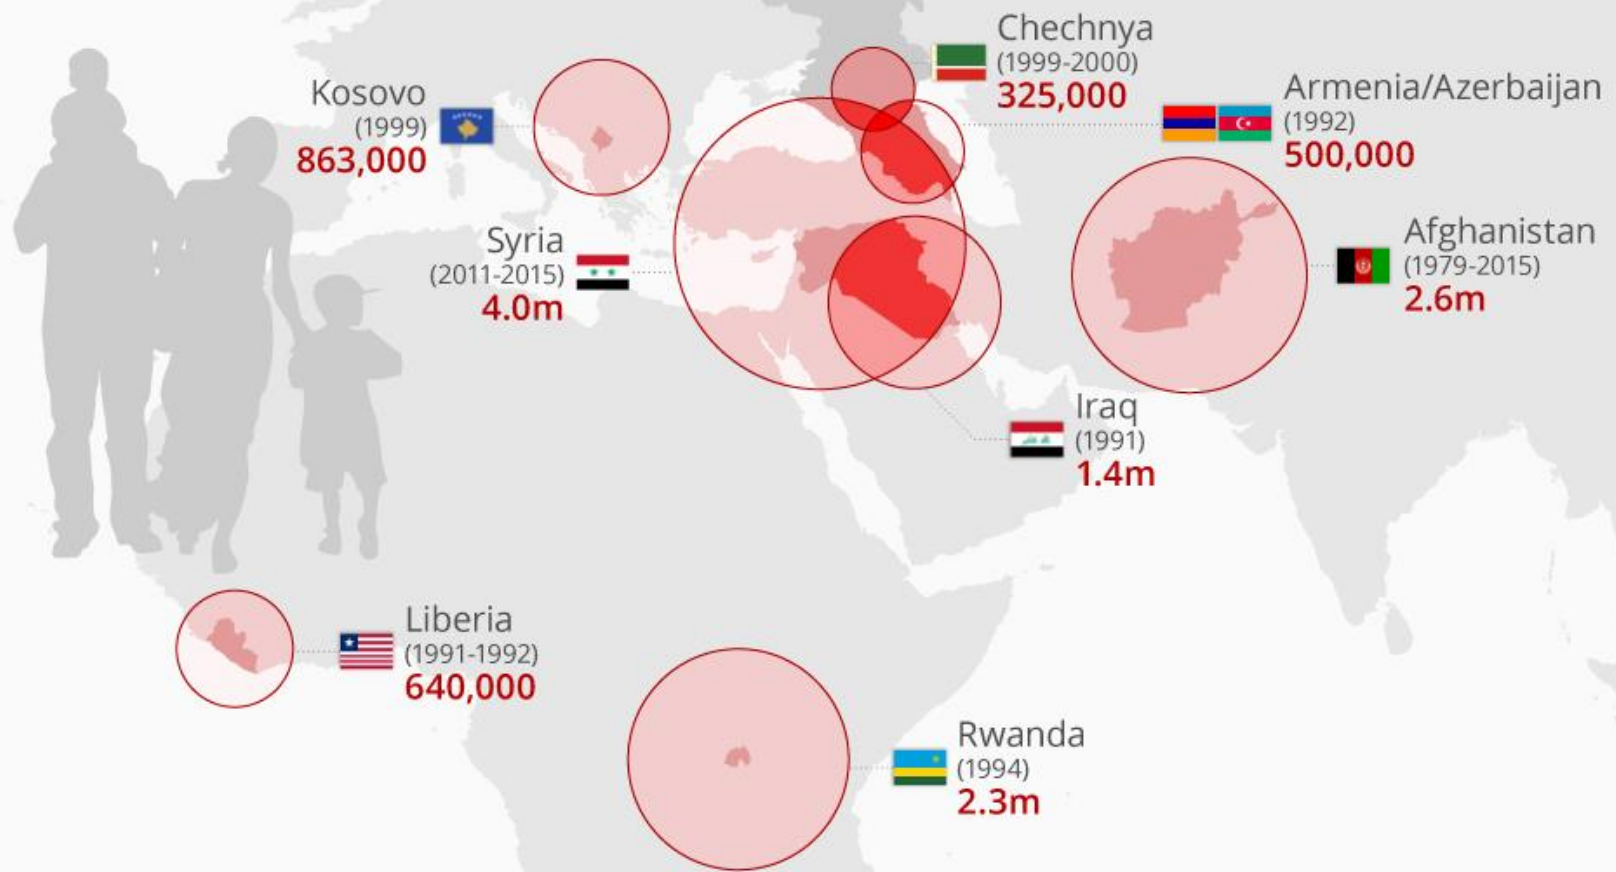 Chechnya
(1999-2000)
325,000
Kosovo
(1999)
863,000
Armenia/Azerbaijan
(1992)
500,000
Syria
(2011-2015)
4.0m
Afghanistan
(1979-2015)
2.6m
Iraq
(1991)
1.4m
Liberia
(1991-1992)
640,000
Rwanda
(1994)
2.3m